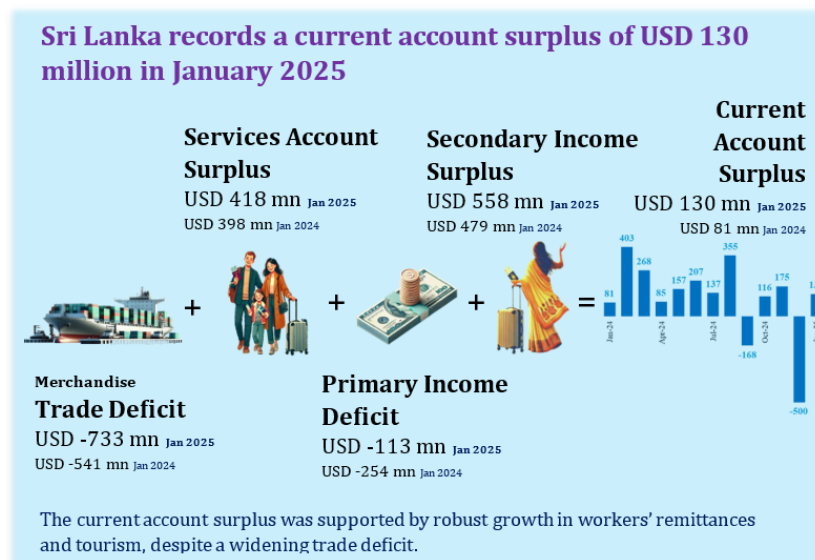 Sri Lanka records a current account surplus of USD 130
million in January 2025
Services Account
Surplus
USD 418 mn Jan 2025
USD 398 mn Jan 2024
Secondary Income
Surplus
USD 558 mn Jan 2025
USD 479 mn Jan 2024
Current
Account
Surplus
USD 130 mn Jan 2025
USD 81 mn Jan 2024
81
403
268
85
157
207
137
355
-168
116
175
-500
Jan-24
Apr-24
Jul-24
Oct-24
+
+
+
=
Merchandise
Trade Deficit
USD -733 mn Jan 2025
USD -541 mn Jan 2024
Primary Income
Deficit
USD -113 mn Jan 2025
USD -254 mn Jan 2024
The current account surplus was supported by robust growth in workers' remittances
and tourism, despite a widening trade deficit.